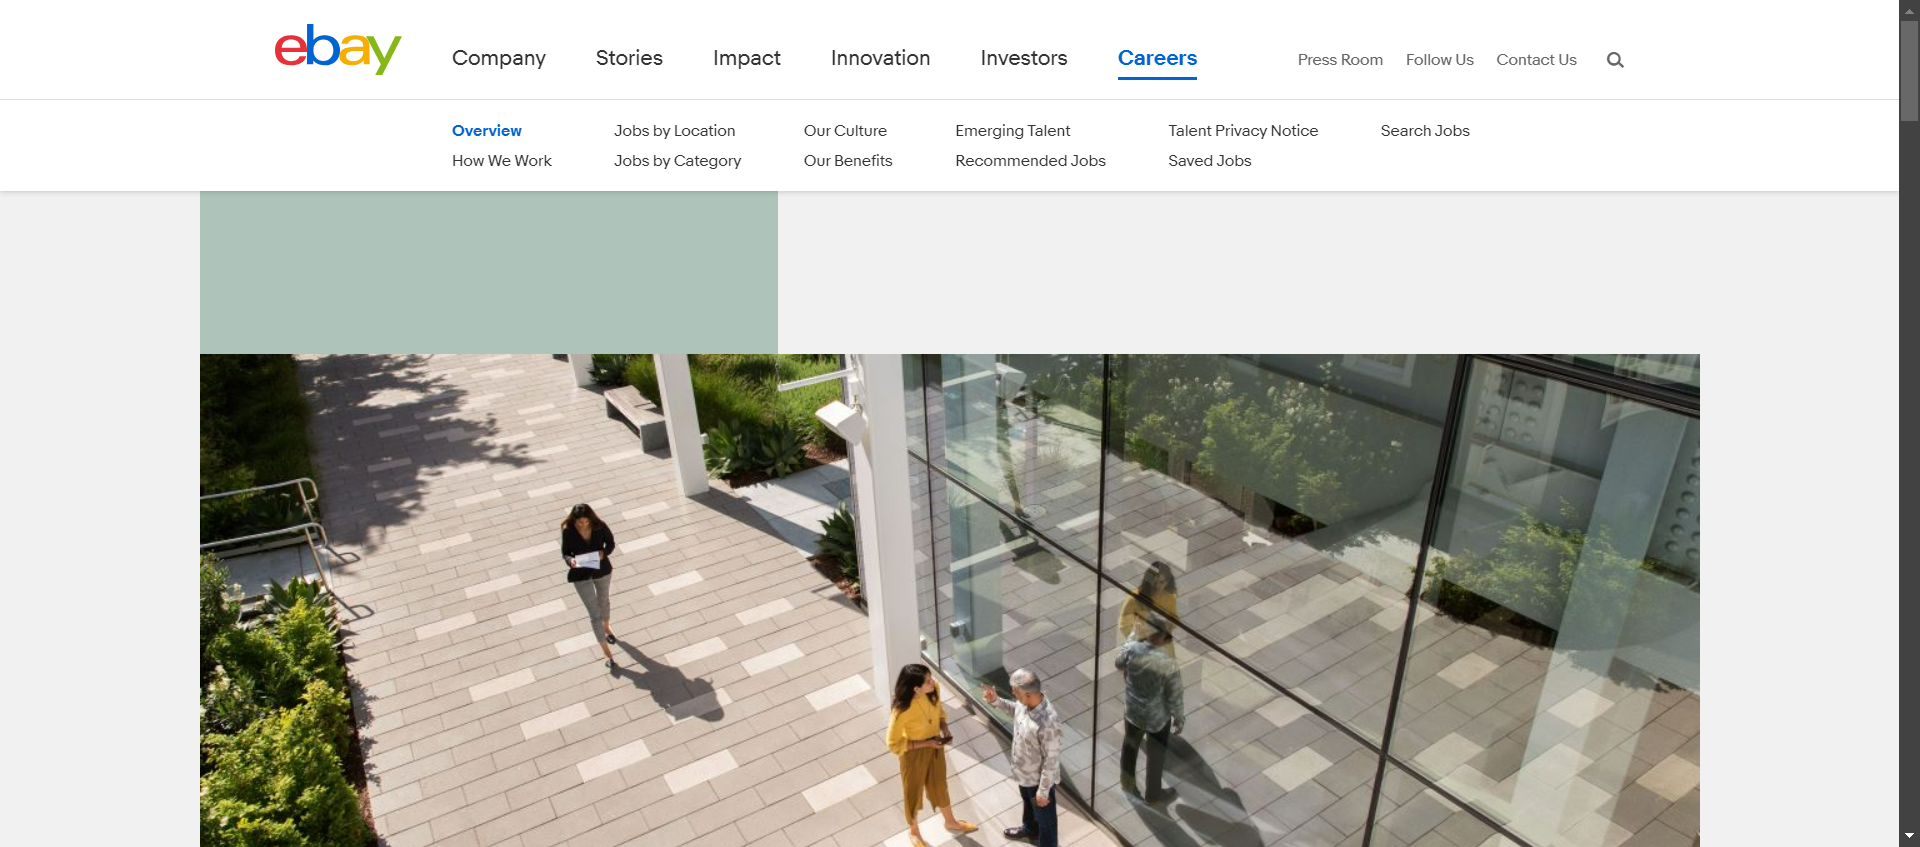 ebay
Company Stories Impact Innovation Investors Careers Press Room Follow Us Contact Us
Overview Jobs by Location Our Culture Emerging Talent Talent Privacy Notice Search Jobs
How We Work Jobs by Category Our Benefits Recommended Jobs Saved Jobs